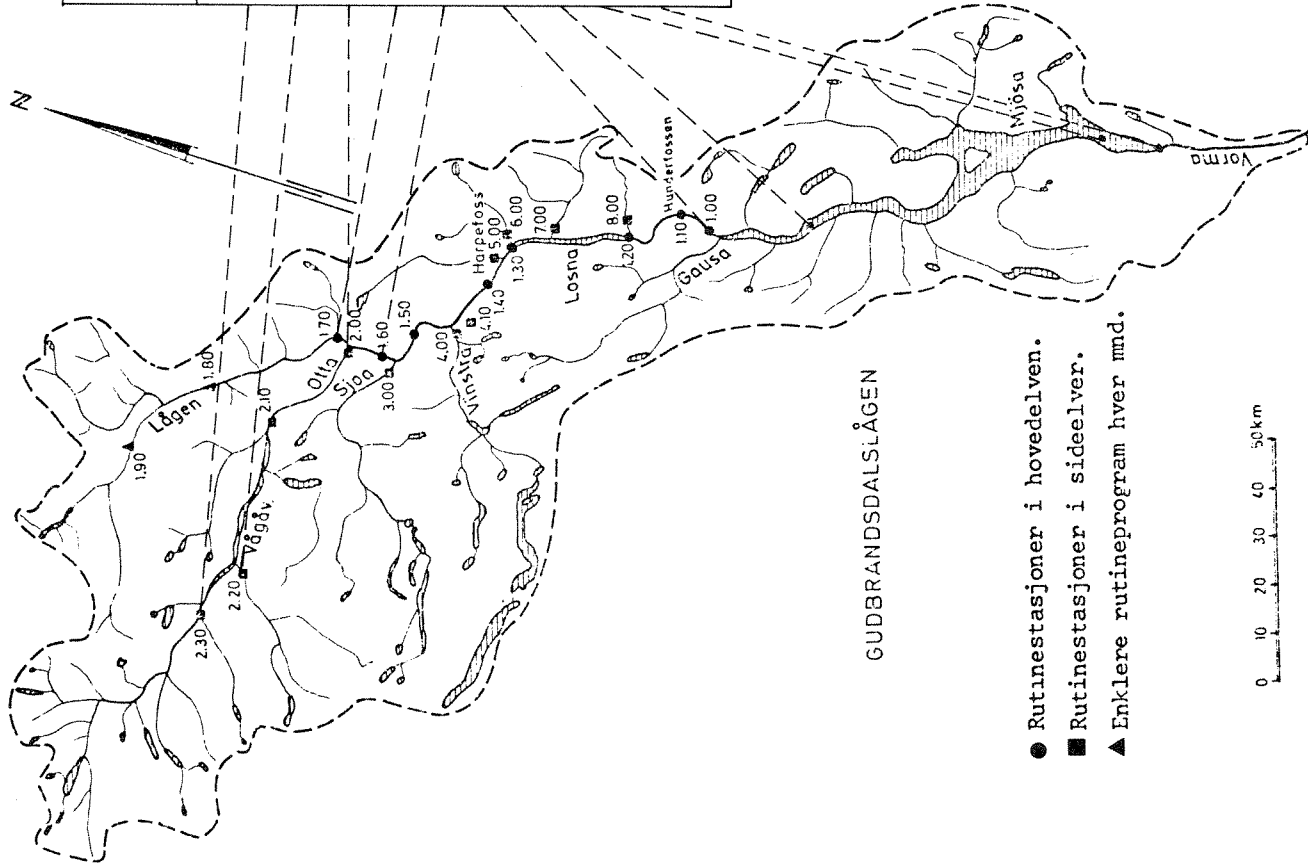 N
1.90
Lågen
1.80
1.70
2.00
Otta
2.10
Sjoa
1.60
3.00
1.50
Vågåv.
2.20
2.30
4.00
Vinstra
4.10
1.40
Harpefoss
5.00
6.00
1.30
7.00
Losna
8.00
1.20
Hunderfossen
1.10
1.00
Gausa
Mjøsa
Vorma
GUDBRANDSDALSLÅGEN
● Rutinestasjoner i hovedelven.
■ Rutinestasjoner i sideelver.
▲ Enklere rutineprogram hver mnd.
0 10 20 30 40 50 km